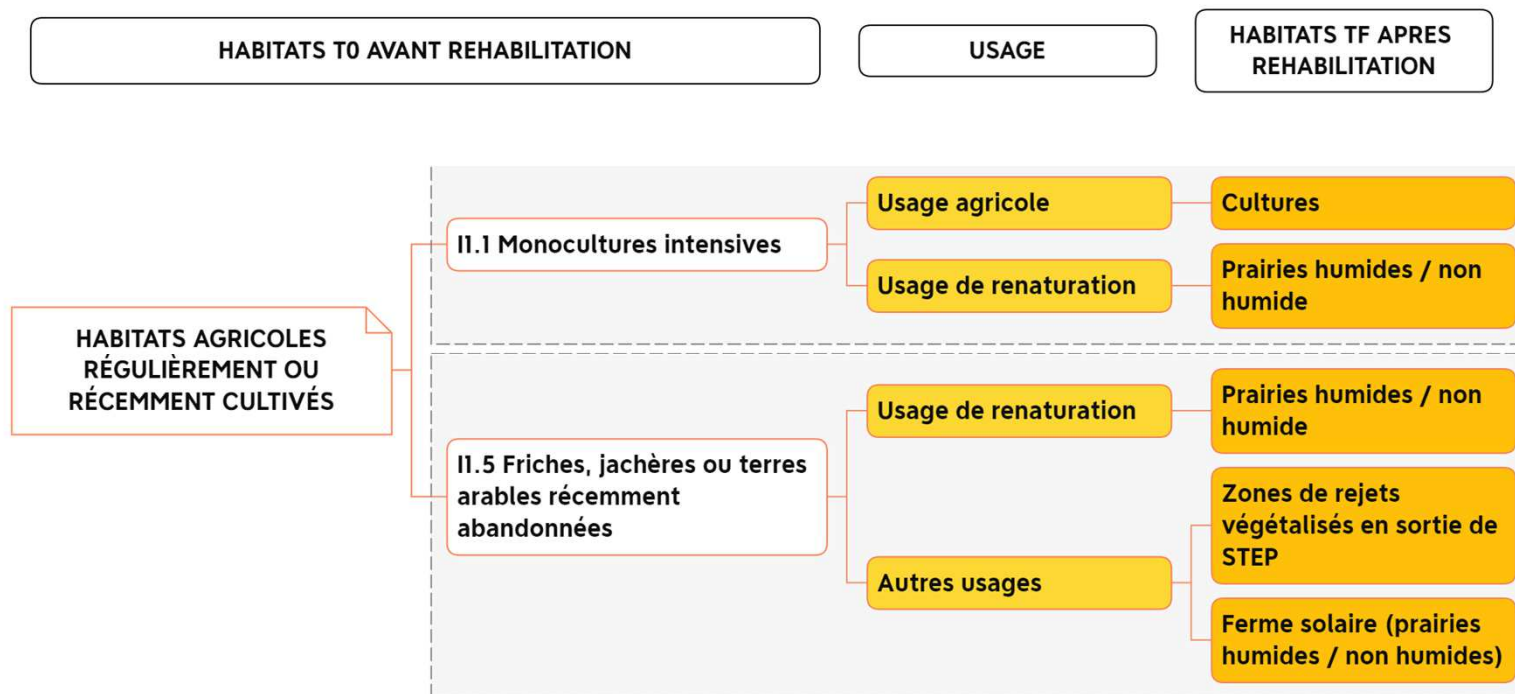 HABITATS T0 AVANT REHABILITATION
USAGE
HABITATS TF APRES
REHABILITATION
HABITATS AGRICOLES
RÉGULIÈREMENT OU
RÉCEMMENT CULTIVÉS
I1.1 Monocultures intensives
Usage agricole
Cultures
Usage de renaturation
Prairies humides / non
humide
I1.5 Friches, jachères ou terres
arables récemment
abandonnées
Usage de renaturation
Prairies humides / non
humide
Autres usages
Zones de rejets
végétalisés en sortie de
STEP
Ferme solaire (prairies
humides / non humides)